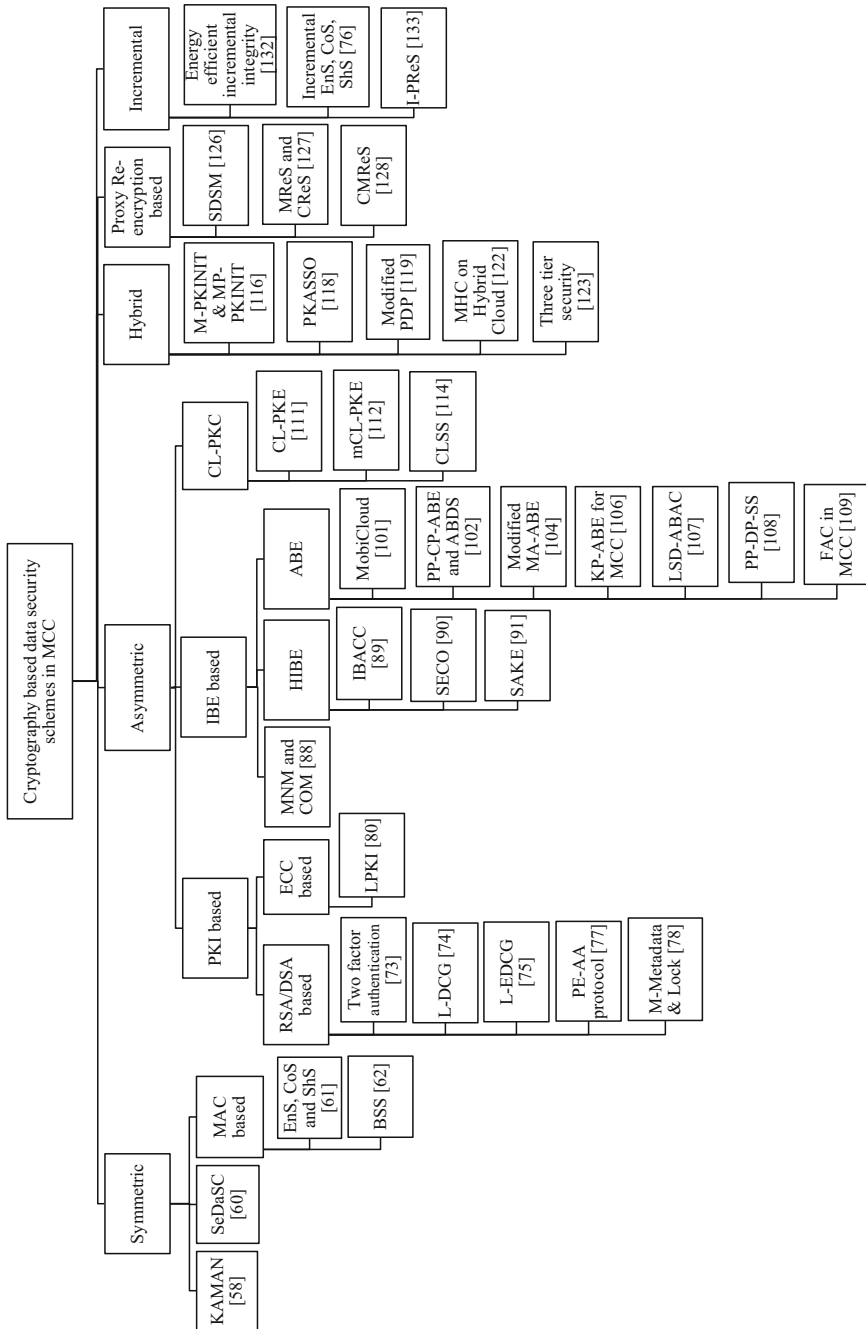 Cryptography based data security
schemes in MCC
Symmetric
KAMAN
[58]
SeDaSC
[60]
MAC
based
EnS, CoS
and ShS
[61]
BSS [62]
Asymmetric
PKI based
RSA/DSA
based
Two factor
authentication
[73]
L-DCG [74]
L-EDCG
[75]
PE-AA
protocol [77]
M-Metadata
& Lock [78]
ECC
based
LPKI [80]
IBE based
MNM and
COM [88]
HIBE
IBACC
[89]
SECO [90]
SAKE [91]
ABE
MobiCloud
[101]
PP-CP-ABE
and ABDS
[102]
Modified
MA-ABE
[104]
KP-ABE for
MCC [106]
LSD-ABAC
[107]
PP-DP-SS
[108]
FAC in
MCC [109]
CL-PKC
CL-PKE
[111]
mCL-PKE
[112]
CLSS [114]
Hybrid
M-PKINIT
& MP-
PKINIT
[116]
PKASSO
[118]
Modified
PDP [119]
MHC on
Hybrid
Cloud [122]
Three tier
security
[123]
Proxy Re-
encryption
based
SDSM [126]
MReS and
CReS [127]
CMReS
[128]
Incremental
Energy
efficient
incremental
integrity
[132]
Incremental
EnS, CoS,
ShS [76]
I-PReS [133]